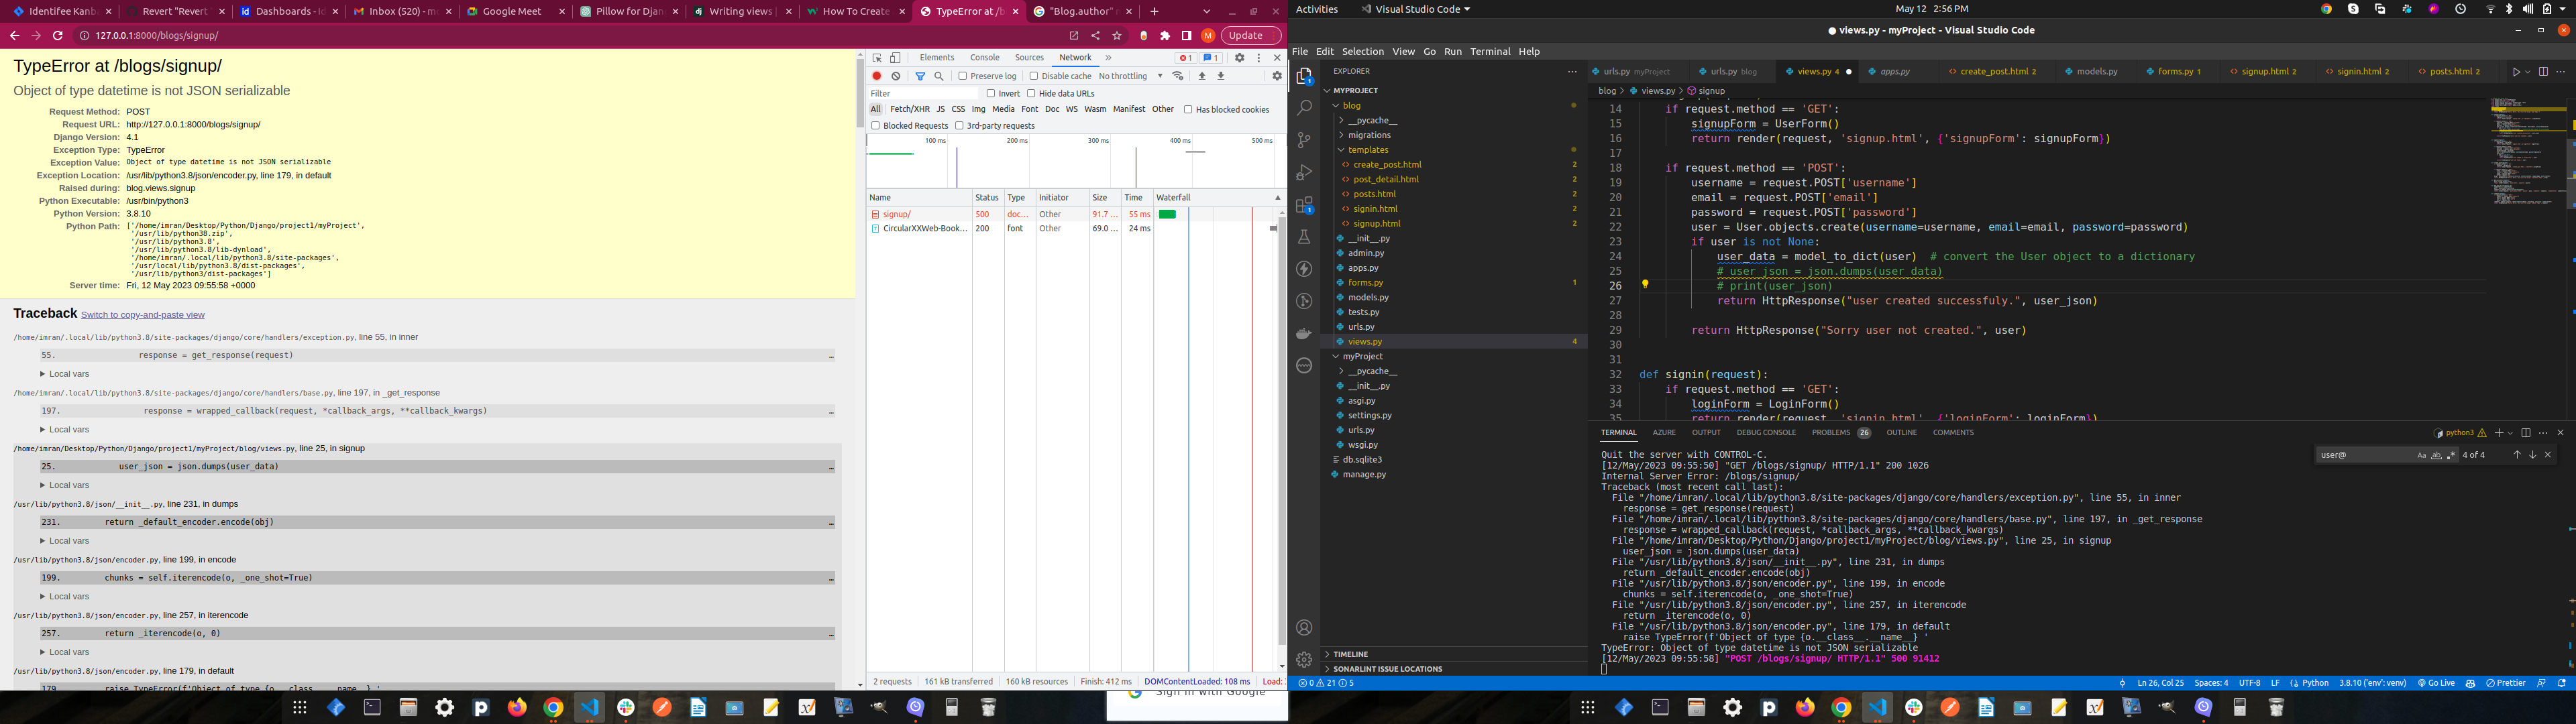 Identifee Kanb
Revert "Revert
Dashboards - Id
Inbox (520) - m
Google Meet
Pillow for Djan
Writing views |
How To Create
TypeError at /b
"Blog.author"
127.0.0.1:8000/blogs/signup/
Update
TypeError at /blogs/signup/
Object of type datetime is not JSON serializable
Request Method: POST
Request URL: http://127.0.0.1:8000/blogs/signup/
Django Version: 4.1
Exception Type: TypeError
Exception Value: Object of type datetime is not JSON serializable
Exception Location: /usr/lib/python3.8/json/encoder.py, line 179, in default
Raised during: blog.views.signup
Python Executable: /usr/bin/python3
Python Version: 3.8.10
Python Path: ['/home/imran/Desktop/Python/Django/project1/myProject',
'/usr/lib/python38.zip',
'/usr/lib/python3.8',
'/usr/lib/python3.8/lib-dynload',
'/home/imran/.local/lib/python3.8/site-packages',
'/usr/local/lib/python3.8/dist-packages',
'/usr/lib/python3/dist-packages']
Server time: Fri, 12 May 2023 09:55:58 +0000
Traceback Switch to copy-and-paste view
/home/imran/.local/lib/python3.8/site-packages/django/core/handlers/exception.py, line 55, in inner
55. response = get_response(request) …
▶ Local vars
/home/imran/.local/lib/python3.8/site-packages/django/core/handlers/base.py, line 197, in _get_response
197. response = wrapped_callback(request, *callback_args, **callback_kwargs) …
▶ Local vars
/home/imran/Desktop/Python/Django/project1/myProject/blog/views.py, line 25, in signup
25. user_json = json.dumps(user_data) …
▶ Local vars
/usr/lib/python3.8/json/__init__.py, line 231, in dumps
231. return _default_encoder.encode(obj) …
▶ Local vars
/usr/lib/python3.8/json/encoder.py, line 199, in encode
199. chunks = self.iterencode(o, _one_shot=True) …
▶ Local vars
/usr/lib/python3.8/json/encoder.py, line 257, in iterencode
257. return _iterencode(o, 0) …
▶ Local vars
/usr/lib/python3.8/json/encoder.py, line 179, in default
179. raise TypeError(f'Object of type {o.__class__.__name__} ' …
Elements Console Sources Network » 1 1
Preserve log Disable cache No throttling
Filter Invert Hide data URLs
All Fetch/XHR JS CSS Img Media Font Doc WS Wasm Manifest Other Has blocked cookies
Blocked Requests 3rd-party requests
100 ms 200 ms 300 ms 400 ms 500 ms
Name Status Type Initiator Size Time Waterfall
signup/ 500 doc... Other 91.7 ... 55 ms
CircularXXWeb-Book... 200 font Other 69.0 ... 24 ms
2 requests 161 kB transferred 160 kB resources Finish: 412 ms DOMContentLoaded: 108 ms Load:
Sign in with Google
Activities Visual Studio Code May 12 2:56 PM
● views.py - myProject - Visual Studio Code
File Edit Selection View Go Run Terminal Help
EXPLORER
MYPROJECT
blog
__pycache__
migrations
templates
create_post.html 2
post_detail.html 2
posts.html 2
signin.html 2
signup.html 2
__init__.py
admin.py
apps.py
forms.py 1
models.py
tests.py
urls.py
views.py 4
myProject
__pycache__
__init__.py
asgi.py
settings.py
urls.py
wsgi.py
db.sqlite3
manage.py
TIMELINE
SONARLINT ISSUE LOCATIONS
urls.py myProject urls.py blog views.py 4 ● apps.py create_post.html 2 models.py forms.py 1 signup.html 2 signin.html 2 posts.html 2
blog > views.py > signup
14 if request.method == 'GET':
15 signupForm = UserForm()
16 return render(request, 'signup.html', {'signupForm': signupForm})
17
18 if request.method == 'POST':
19 username = request.POST['username']
20 email = request.POST['email']
21 password = request.POST['password']
22 user = User.objects.create(username=username, email=email, password=password)
23 if user is not None:
24 user_data = model_to_dict(user) # convert the User object to a dictionary
25 # user_json = json.dumps(user_data)
26 # print(user_json)
27 return HttpResponse("user created successfuly.", user_json)
28
29 return HttpResponse("Sorry user not created.", user)
30
31
32 def signin(request):
33 if request.method == 'GET':
34 loginForm = LoginForm()
35 return render(request, 'signin.html', {'loginForm': loginForm})
TERMINAL AZURE OUTPUT DEBUG CONSOLE PROBLEMS 26 OUTLINE COMMENTS python3
user@ Aa ab 4 of 4
Quit the server with CONTROL-C.
[12/May/2023 09:55:50] "GET /blogs/signup/ HTTP/1.1" 200 1026
Internal Server Error: /blogs/signup/
Traceback (most recent call last):
File "/home/imran/.local/lib/python3.8/site-packages/django/core/handlers/exception.py", line 55, in inner
response = get_response(request)
File "/home/imran/.local/lib/python3.8/site-packages/django/core/handlers/base.py", line 197, in _get_response
response = wrapped_callback(request, *callback_args, **callback_kwargs)
File "/home/imran/Desktop/Python/Django/project1/myProject/blog/views.py", line 25, in signup
user_json = json.dumps(user_data)
File "/usr/lib/python3.8/json/__init__.py", line 231, in dumps
return _default_encoder.encode(obj)
File "/usr/lib/python3.8/json/encoder.py", line 199, in encode
chunks = self.iterencode(o, _one_shot=True)
File "/usr/lib/python3.8/json/encoder.py", line 257, in iterencode
return _iterencode(o, 0)
File "/usr/lib/python3.8/json/encoder.py", line 179, in default
raise TypeError(f'Object of type {o.__class__.__name__} '
TypeError: Object of type datetime is not JSON serializable
[12/May/2023 09:55:58] "POST /blogs/signup/ HTTP/1.1" 500 91412
0 21 5 Ln 26, Col 25 Spaces: 4 UTF-8 LF Python 3.8.10 ('env': venv) Go Live Prettier